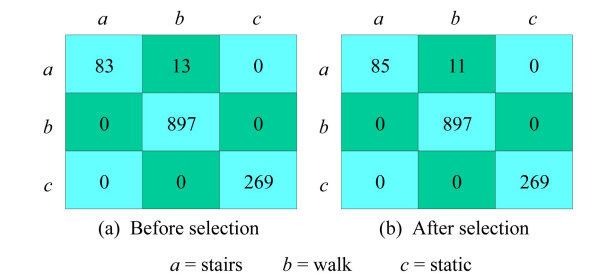 a b c a b c
a 83 13 0 a 85 11 0
b 0 897 0 b 0 897 0
c 0 0 269 c 0 0 269
(a) Before selection (b) After selection
a = stairs b = walk c = static